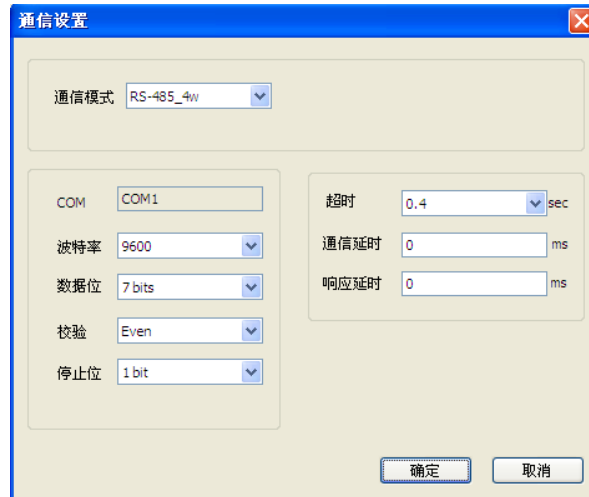 通信设置
通信模式 RS-485_4w
COM COM1
波特率 9600
数据位 7 bits
校验 Even
停止位 1 bit
超时 0.4 sec
通信延时 0 ms
响应延时 0 ms
确定 取消